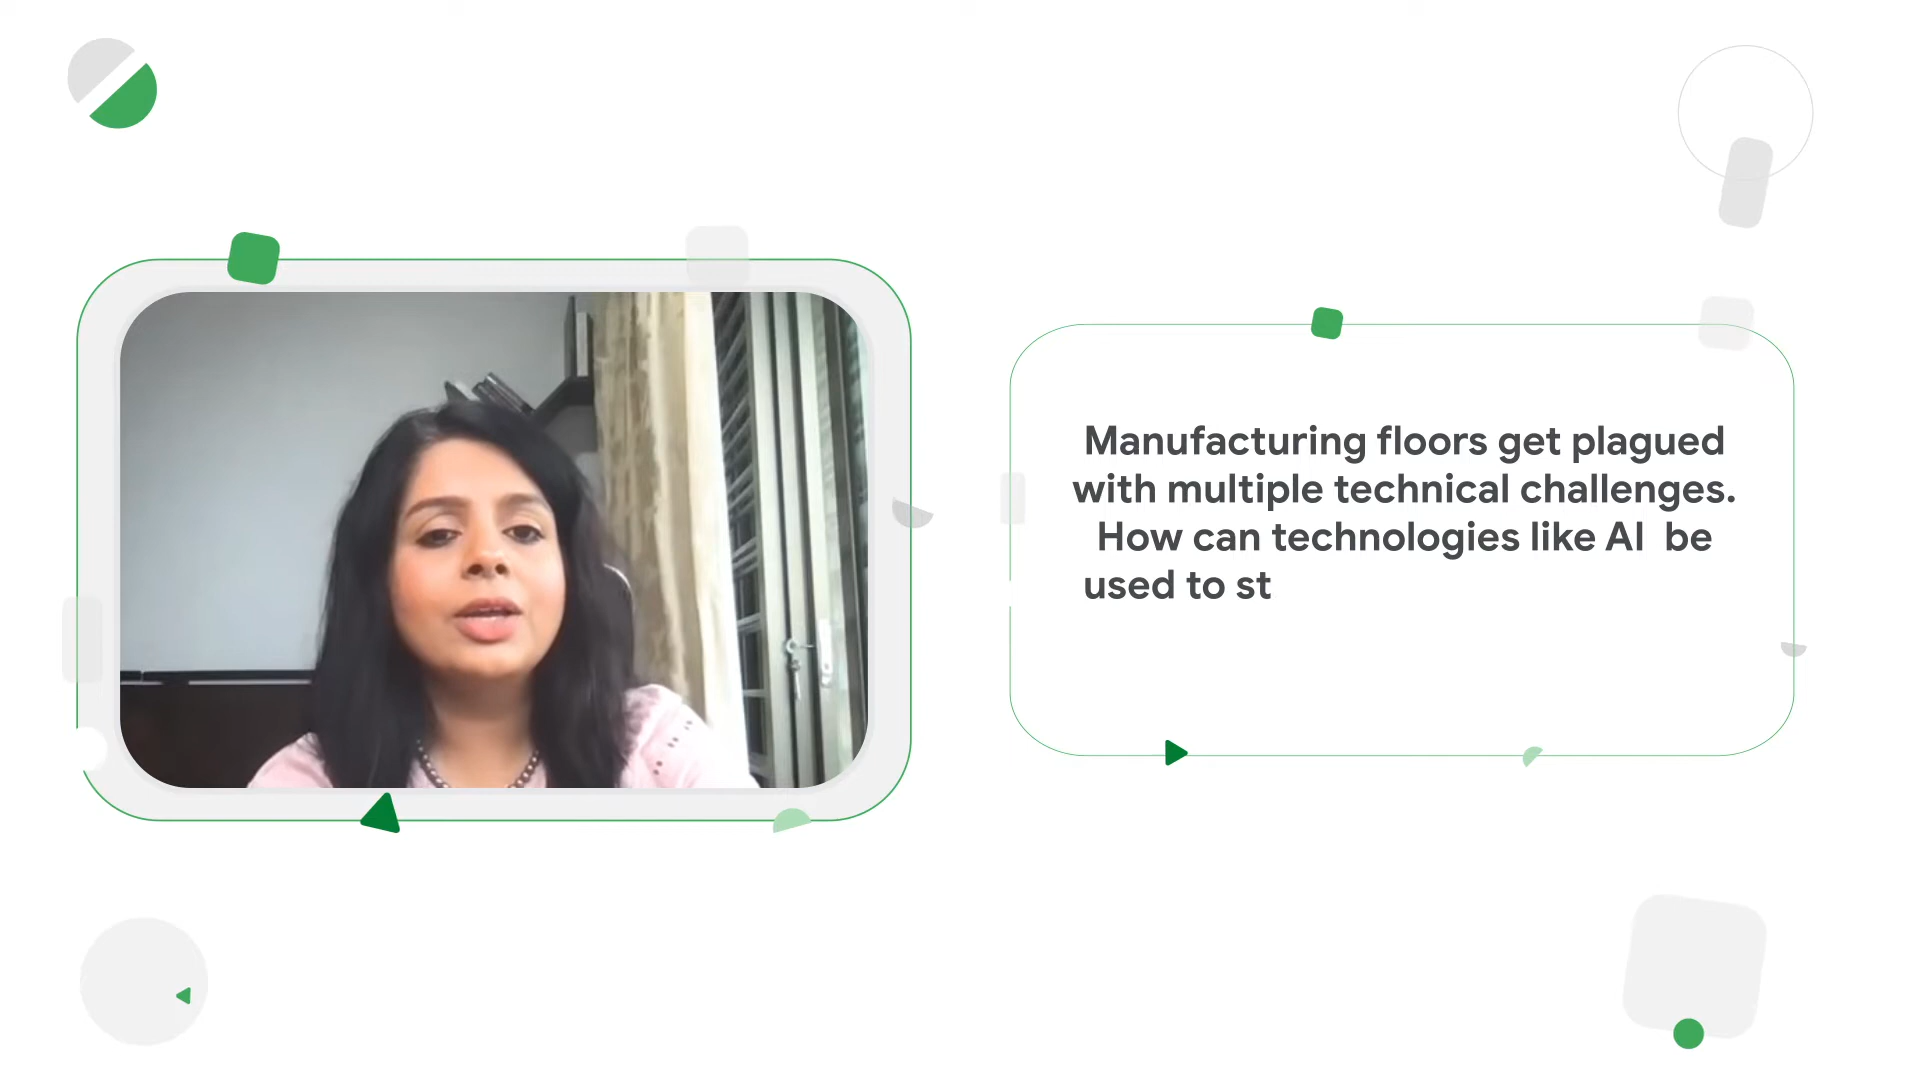 Manufacturing floors get plagued
with multiple technical challenges.
How can technologies like AI  be
used to st